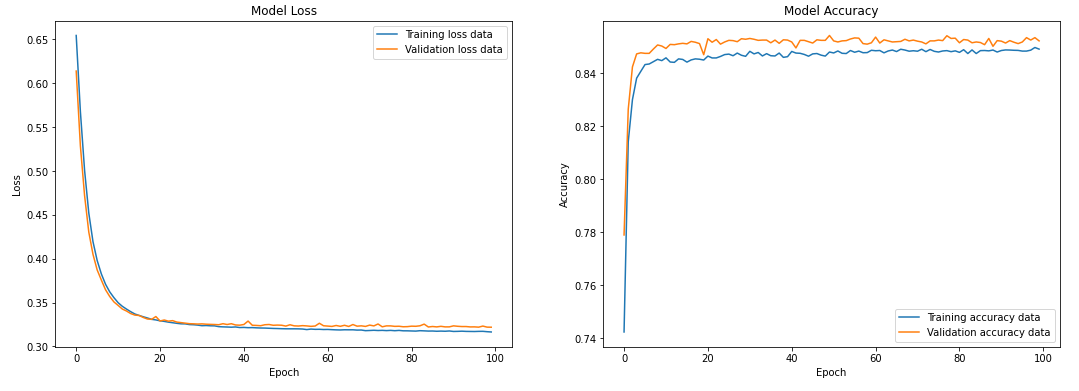 Model Loss
0.65
0.60
0.55
0.50
0.45
0.40
0.35
0.30
Loss
0 20 40 60 80 100
Epoch
Training loss data
Validation loss data
Model Accuracy
0.84
0.82
0.80
0.78
0.76
0.74
Accuracy
0 20 40 60 80 100
Epoch
Training accuracy data
Validation accuracy data